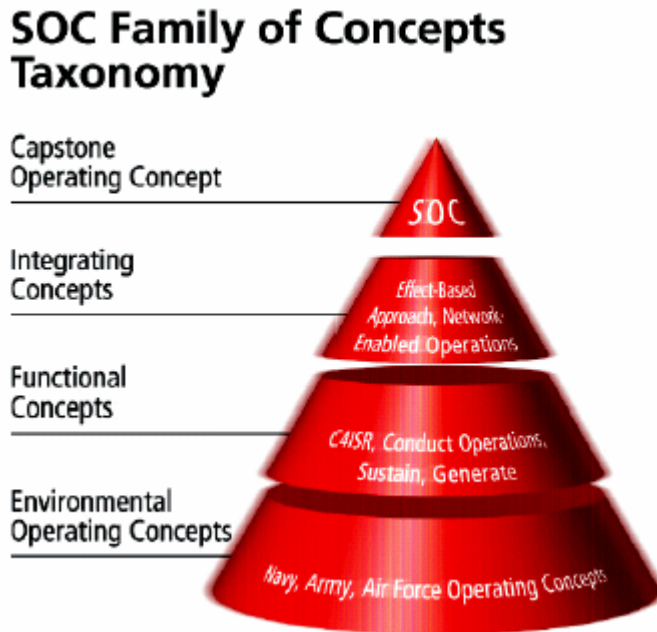 SOC Family of Concepts
Taxonomy
Capstone
Operating Concept
SOC
Integrating
Concepts
Effect-Based
Approach, Network-
Enabled Operations
Functional
Concepts
C4ISR, Conduct Operations,
Sustain, Generate
Environmental
Operating Concepts
Navy, Army, Air Force Operating Concepts